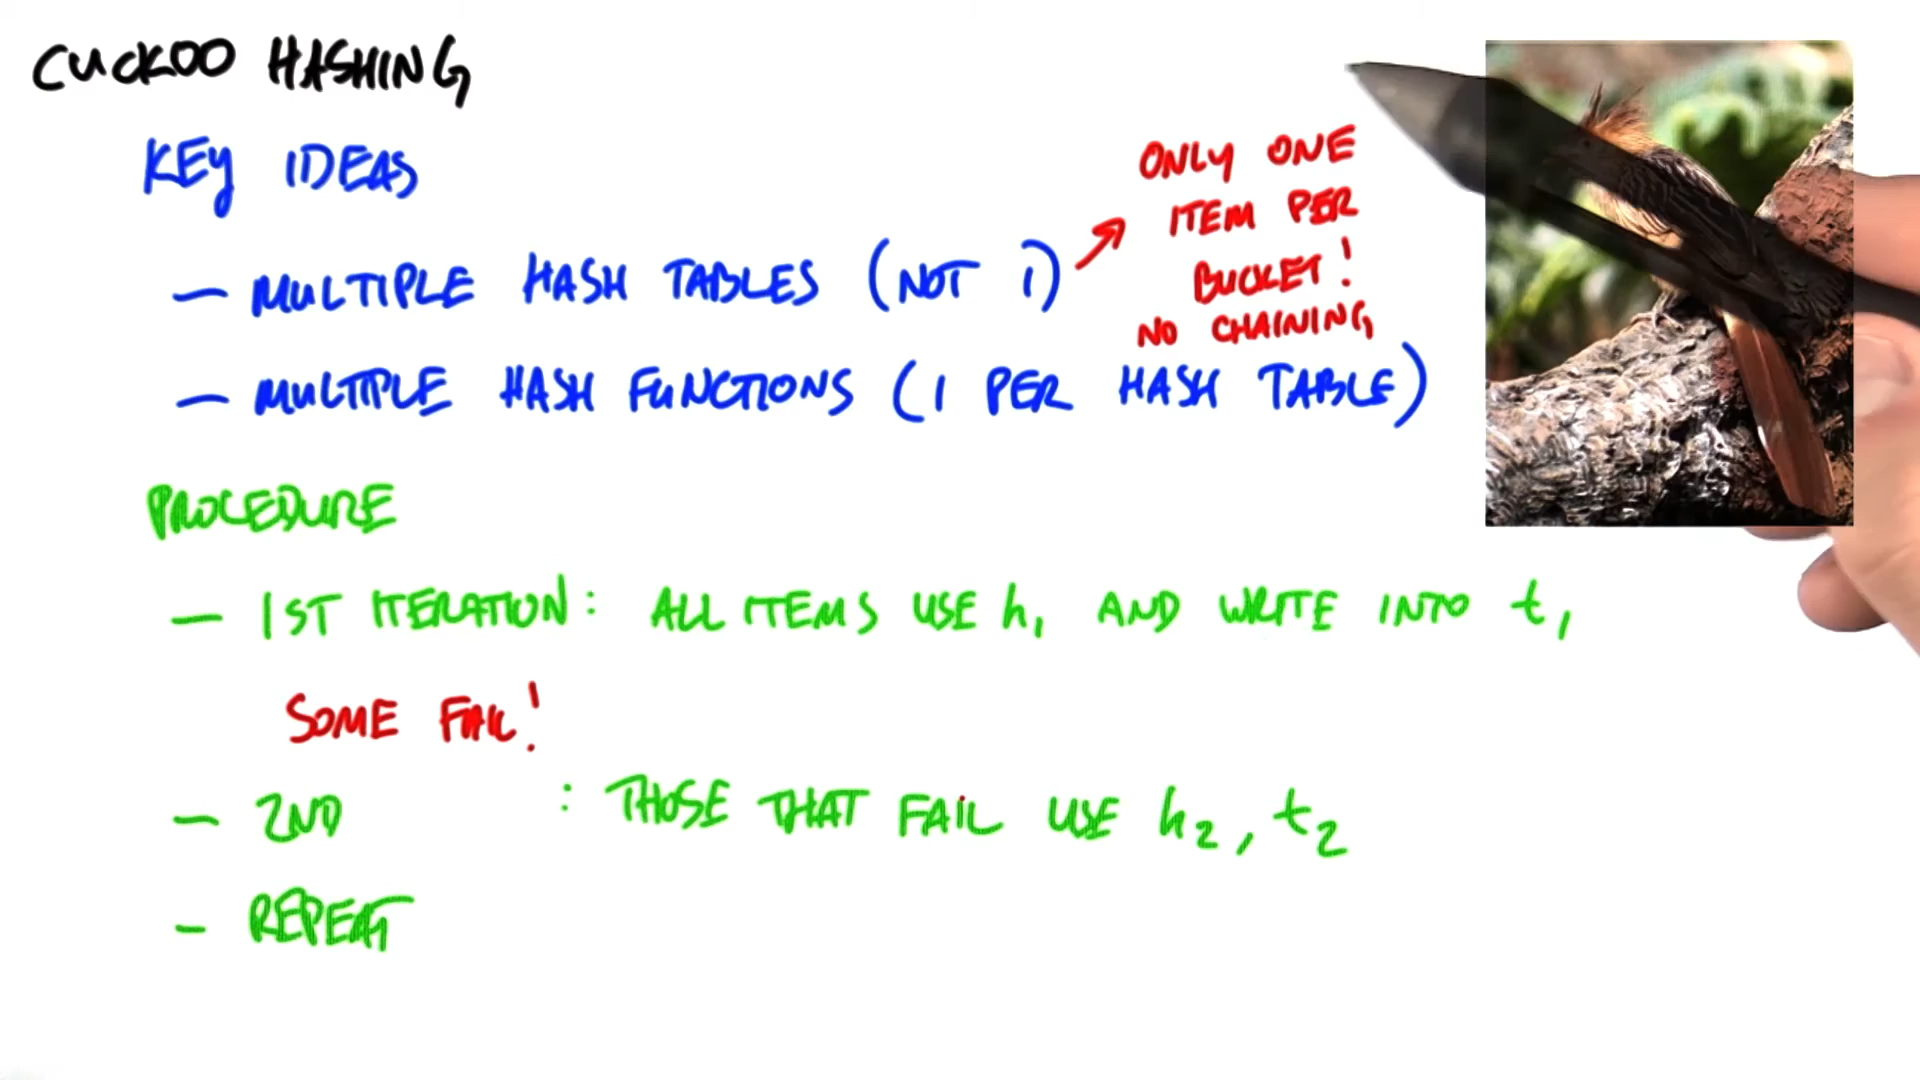 CUCKOO HASHING
KEY IDEAS
ONLY ONE
ITEM PER
BUCKET!
NO CHAINING
— MULTIPLE HASH TABLES (NOT 1)
— MULTIPLE HASH FUNCTIONS (1 PER HASH TABLE)
PROCEDURE
— 1ST ITERATION: ALL ITEMS USE h₁ AND WRITE INTO t₁
SOME FAIL!
— 2ND : THOSE THAT FAIL USE h₂, t₂
- REPEAT